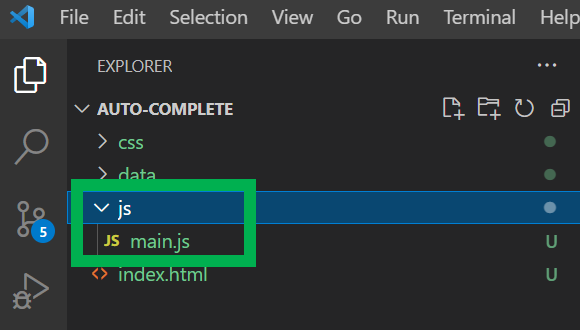 File Edit Selection View Go Run Terminal Help
EXPLORER
AUTO-COMPLETE
css
data
js
JS main.js U
<> index.html U
5